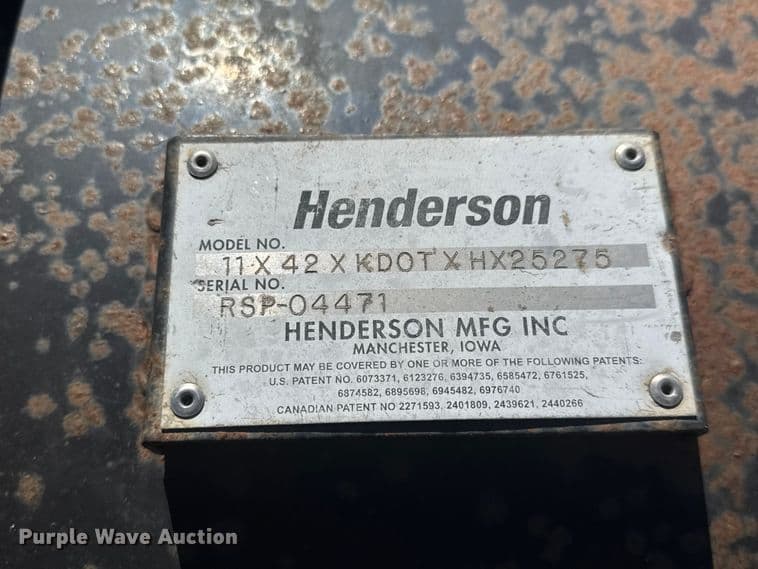 Henderson
MODEL NO.
11 X 42 X KDOT X HX25275
SERIAL NO.
RSP-04471
HENDERSON MFG INC
MANCHESTER, IOWA
THIS PRODUCT MAY BE COVERED BY ONE OR MORE OF THE FOLLOWING PATENTS:
U.S. PATENT NO. 6073371, 6123276, 6394735, 6585472, 6761525,
6874582, 6895698, 6945482, 6976740
CANADIAN PATENT NO 2271593, 2401809, 2439621, 2440266
Purple Wave Auction